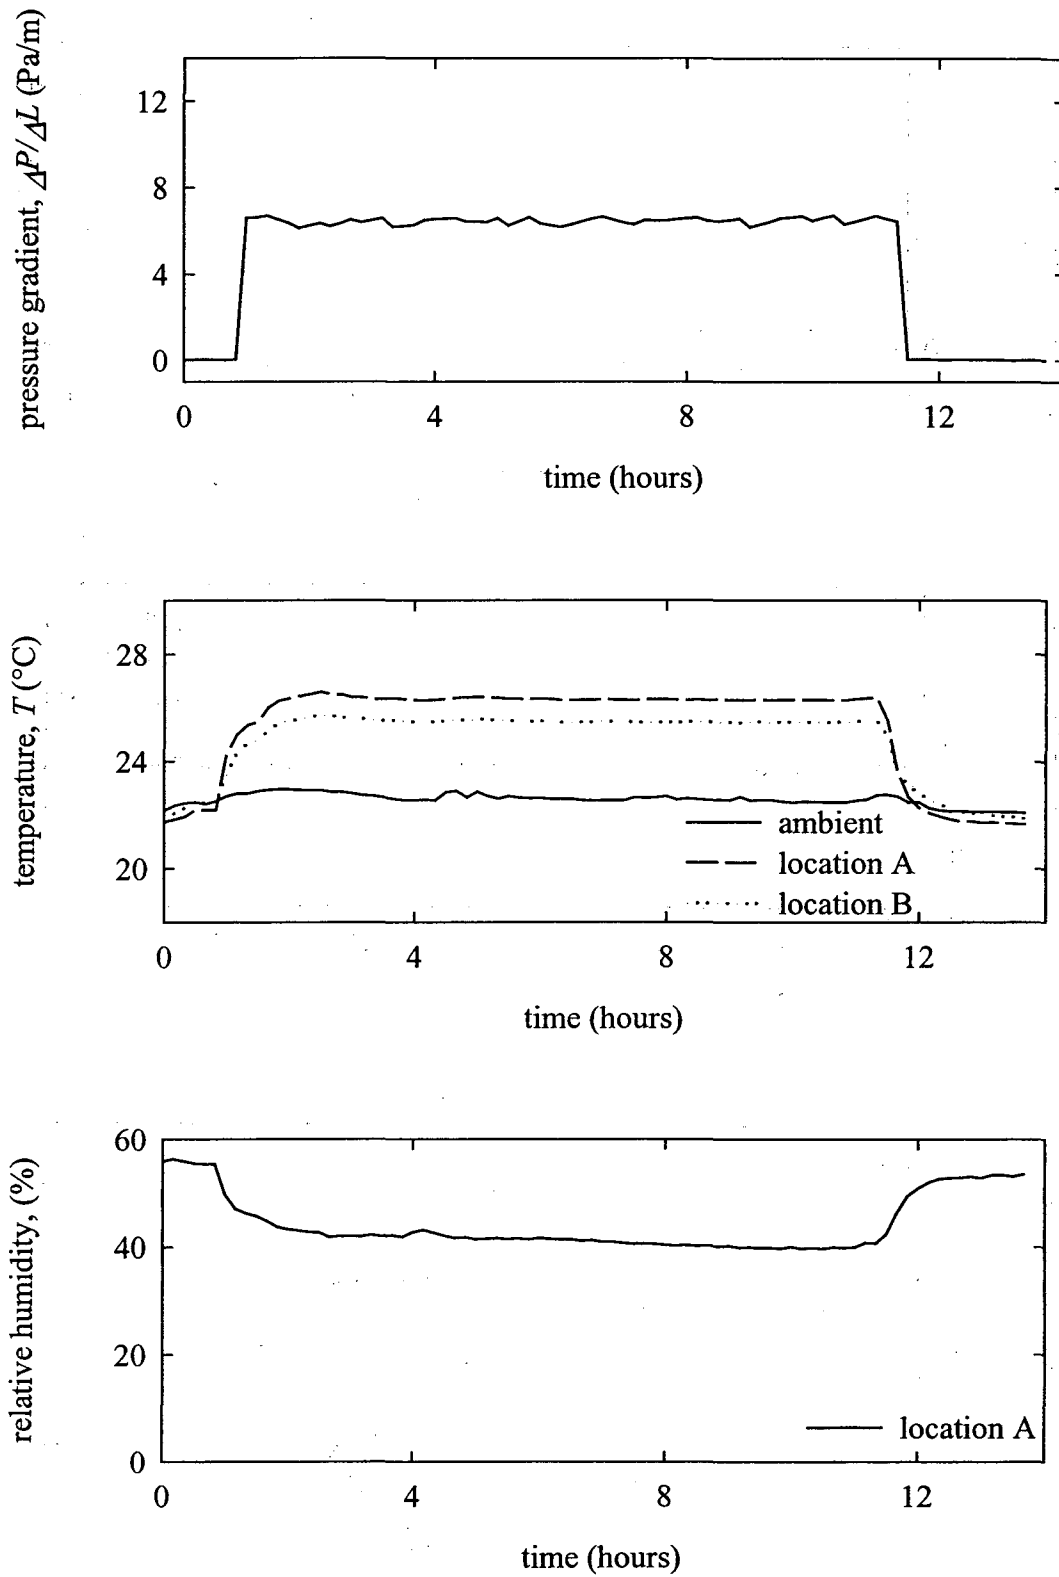 pressure gradient, ΔP/ΔL (Pa/m)
12
8
4
0
0 4 8 12
time (hours)
temperature, T (°C)
28
24
20
ambient
location A
location B
0 4 8 12
time (hours)
relative humidity, (%)
60
40
20
0
location A
0 4 8 12
time (hours)